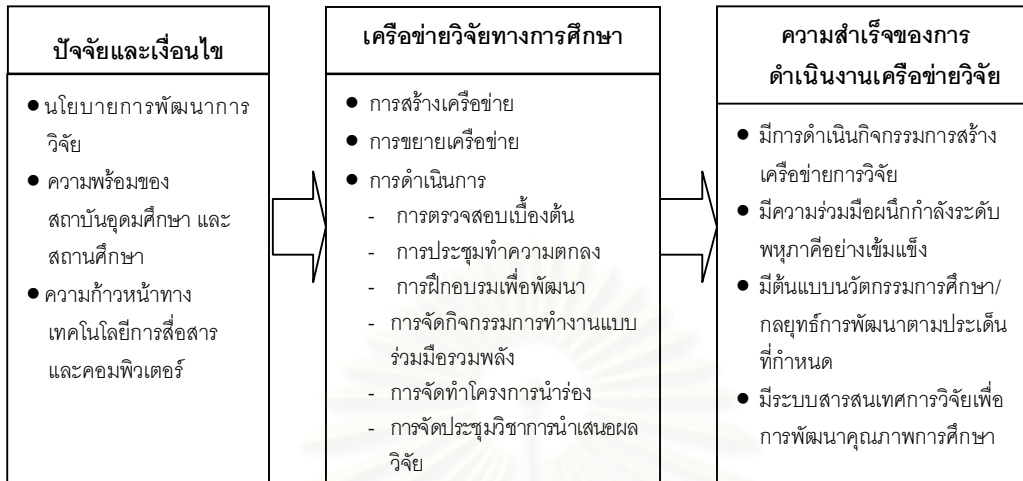 ปัจจัยและเงื่อนไข
● นโยบายการพัฒนาการ
วิจัย
● ความพร้อมของ
สถาบันอุดมศึกษา และ
สถานศึกษา
● ความก้าวหน้าทาง
เทคโนโลยีการสื่อสาร
และคอมพิวเตอร์
เครือข่ายวิจัยทางการศึกษา
● การสร้างเครือข่าย
● การขยายเครือข่าย
● การดำเนินการ
- การตรวจสอบเบื้องต้น
- การประชุมทำความตกลง
- การฝึกอบรมเพื่อพัฒนา
- การจัดกิจกรรมการทำงานแบบ
ร่วมมือรวมพลัง
- การจัดทำโครงการนำร่อง
- การจัดประชุมวิชาการนำเสนอผล
วิจัย
ความสำเร็จของการ
ดำเนินงานเครือข่ายวิจัย
● มีการดำเนินกิจกรรมการสร้าง
เครือข่ายการวิจัย
● มีความร่วมมือผนึกกำลังระดับ
พหุภาคีอย่างเข้มแข็ง
● มีต้นแบบนวัตกรรมการศึกษา/
กลยุทธ์การพัฒนาตามประเด็น
ที่กำหนด
● มีระบบสารสนเทศการวิจัยเพื่อ
การพัฒนาคุณภาพการศึกษา